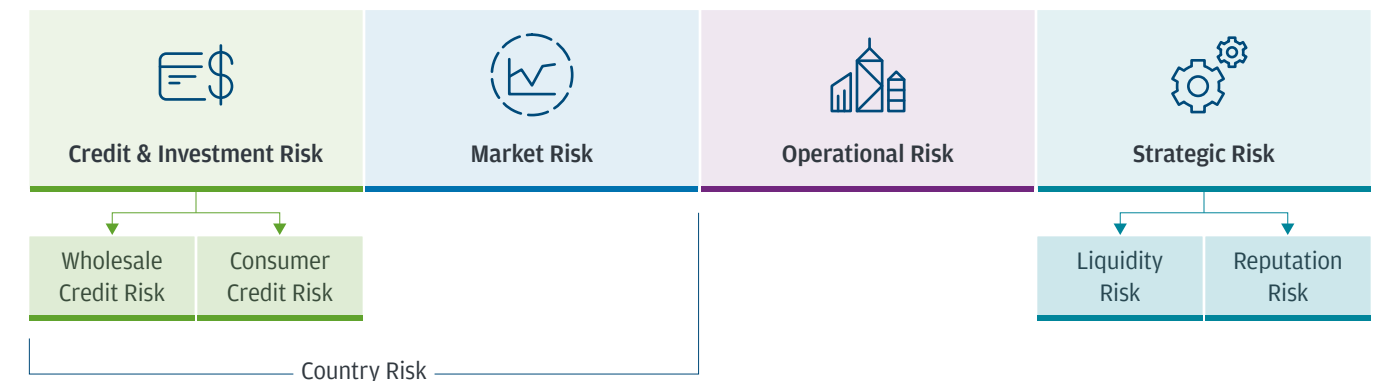 Credit & Investment Risk
Market Risk
Operational Risk
Strategic Risk
Wholesale
Credit Risk
Consumer
Credit Risk
Liquidity
Risk
Reputation
Risk
Country Risk